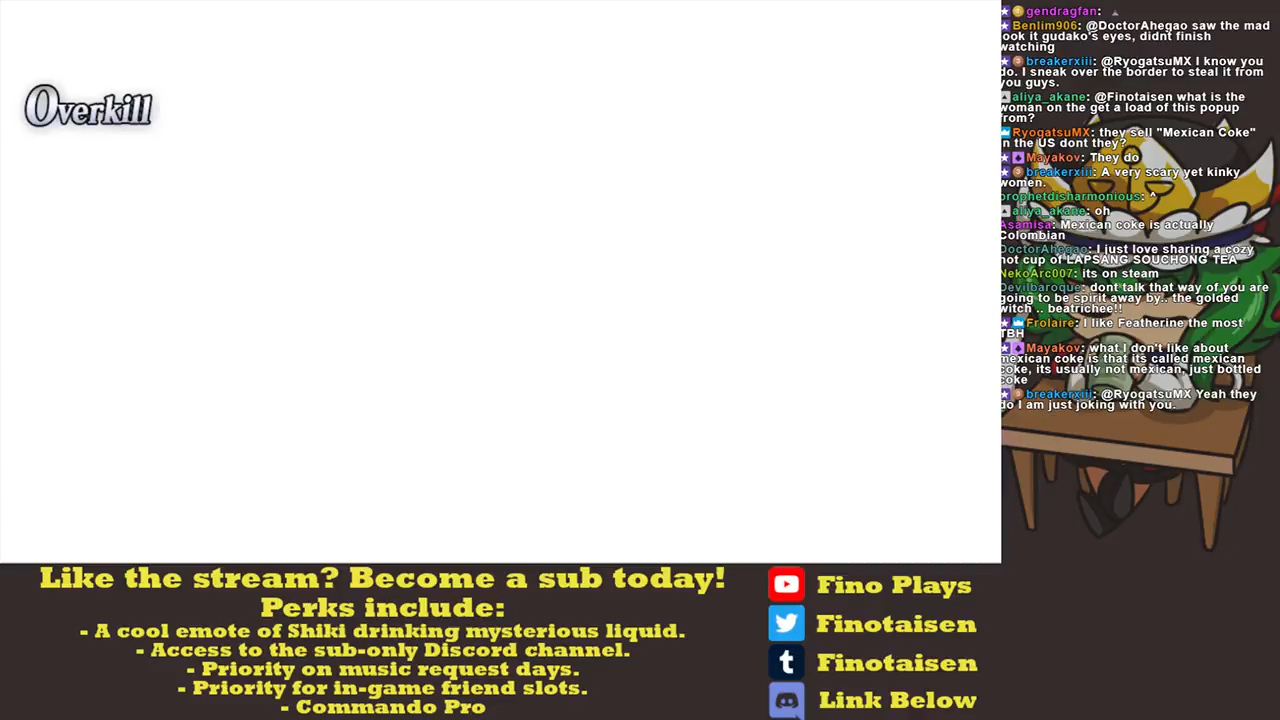 Overkill
gendragfan:
Benlim906: @DoctorAhegao saw the mad
look it gudako's eyes, didnt finish
watching
breakerxiii: @RyogatsuMX I know you
do. I sneak over the border to steal it from
you guys.
aliya_akane: @Finotaisen what is the
woman on the get a load of this popup
from?
RyogatsuMX: they sell "Mexican Coke"
in the US dont they?
Mayakov: They do
breakerxiii: A very scary yet kinky
women.
prophetdisharmonious: ^
aliya_akane: oh
Asamisa: Mexican coke is actually
Colombian
DoctorAhegao: I just love sharing a cozy
hot cup of LAPSANG SOUCHONG TEA
NekoArc007: its on steam
Devilbaroque: dont talk that way of you are
going to be spirit away by.. the golded
witch .. beatrichee!!
Frolaire: I like Featherine the most
TBH
Mayakov: what I don't like about
mexican coke is that its called mexican
coke, its usually not mexican, just bottled
coke
breakerxiii: @RyogatsuMX Yeah they
do I am just joking with you.
Like the stream? Become a sub today!
Perks include:
- A cool emote of Shiki drinking mysterious liquid.
- Access to the sub-only Discord channel.
- Priority on music request days.
- Priority for in-game friend slots.
- Commando Pro
Fino Plays
Finotaisen
Finotaisen
Link Below